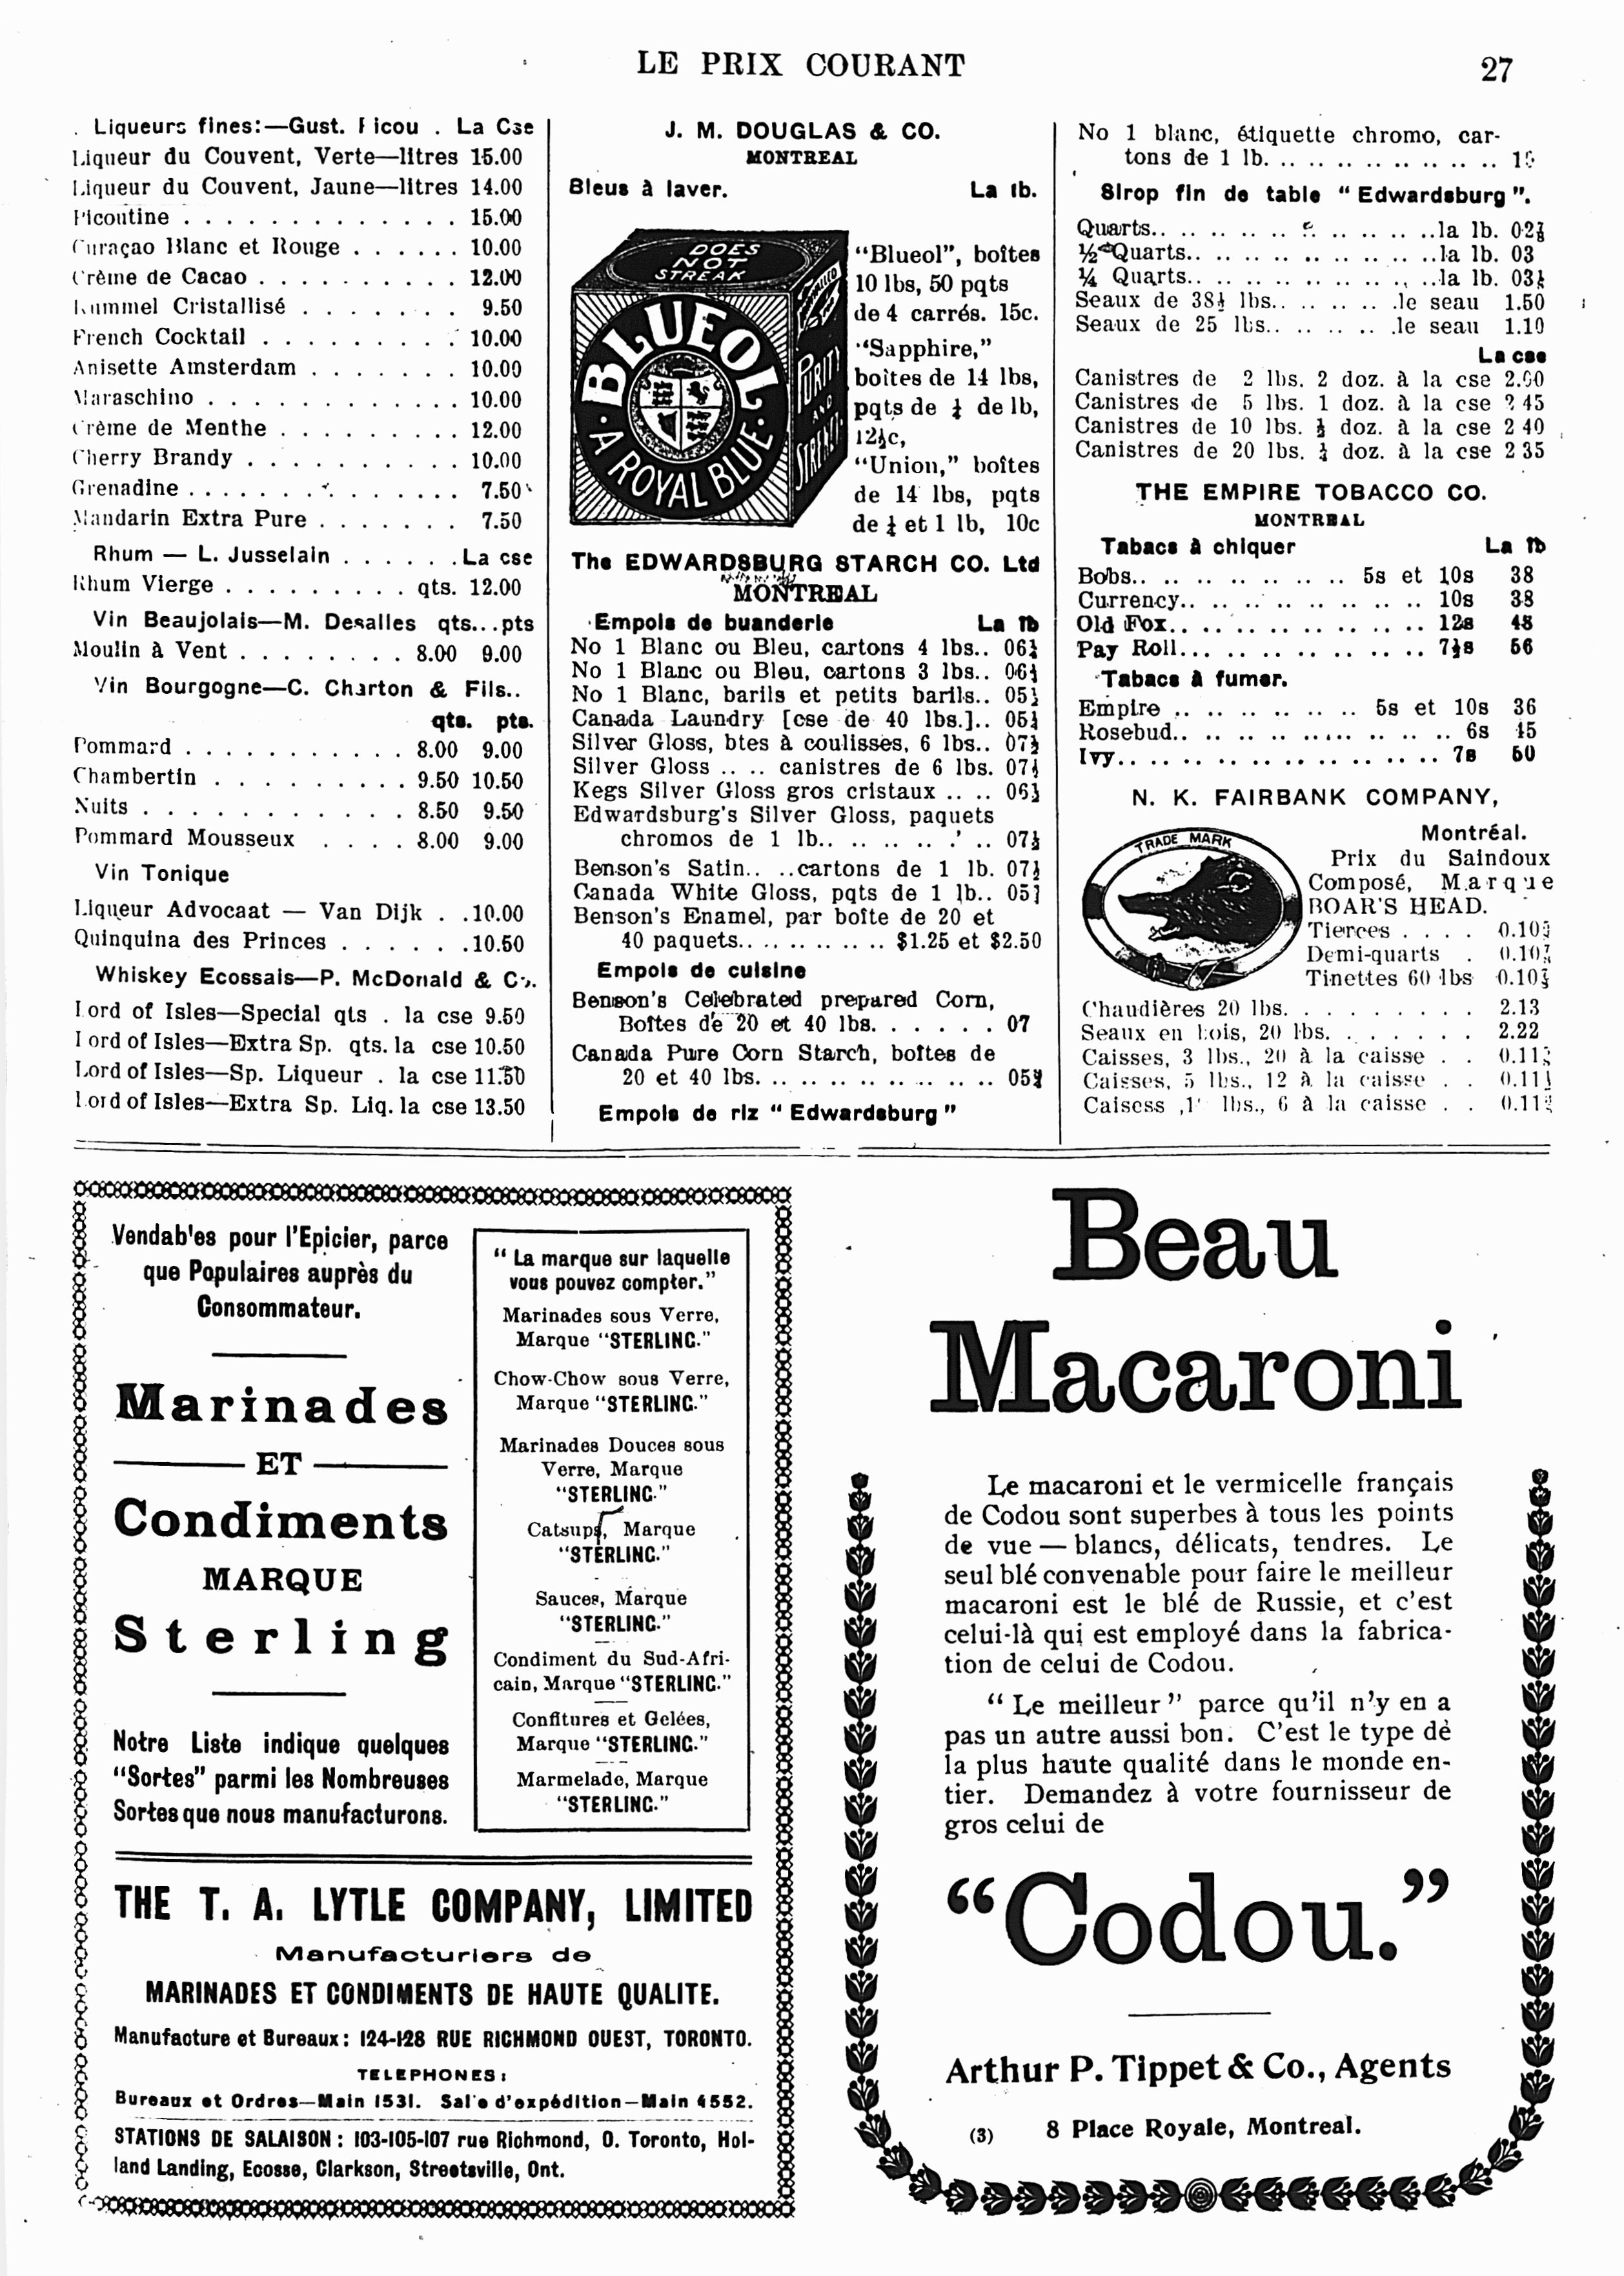 LE PRIX COURANT
27
Liqueurs fines:—Gust. Picou . La Cse
Liqueur du Couvent, Verte—litres 15.00
Liqueur du Couvent, Jaune—litres 14.00
Picoutine . . . . . . . . . . . . . 15.00
Curaçao Blanc et Rouge . . . . . . 10.00
Crème de Cacao . . . . . . . . . . 12.00
Kummel Cristallisé . . . . . . . 9.50
French Cocktail . . . . . . . . . 10.00
Anisette Amsterdam . . . . . . . 10.00
Maraschino . . . . . . . . . . . . 10.00
Crème de Menthe . . . . . . . . . 12.00
Cherry Brandy . . . . . . . . . . 10.00
Grenadine . . . . . . . . . . . . 7.50
Mandarin Extra Pure . . . . . . . 7.50
Rhum — L. Jusselain . . . . . . La cse
Rhum Vierge . . . . . . . . . qts. 12.00
Vin Beaujolais—M. Desalles qts...pts
Moulin à Vent . . . . . . . . 8.00 9.00
Vin Bourgogne—C. Charton & Fils..
qts. pts.
Pommard . . . . . . . . . . . 8.00 9.00
Chambertin . . . . . . . . . 9.50 10.50
Nuits . . . . . . . . . . . . 8.50 9.50
Pommard Mousseux . . . . 8.00 9.00
Vin Tonique
Liqueur Advocaat — Van Dijk . .10.00
Quinquina des Princes . . . . . .10.50
Whiskey Ecossais—P. McDonald & Co.
Lord of Isles—Special qts . la cse 9.50
Lord of Isles—Extra Sp. qts. la cse 10.50
Lord of Isles—Sp. Liqueur . la cse 11.50
Lord of Isles—Extra Sp. Liq. la cse 13.50
J. M. DOUGLAS & CO.
MONTREAL
Bleus à laver. La lb.
DOES
NOT
STREAK
BLUEOL
A ROYAL BLUE
PURITY
AND
"Blueol", boîtes
10 lbs, 50 pqts
de 4 carrés. 15c.
"Sapphire,"
boîtes de 14 lbs,
pqts de ¼ de lb,
12½c,
"Union," boîtes
de 14 lbs, pqts
de ¼ et 1 lb, 10c
The EDWARDSBURG STARCH CO. Ltd
MONTREAL
Empois de buanderie La lb
No 1 Blanc ou Bleu, cartons 4 lbs..
No 1 Blanc ou Bleu, cartons 3 lbs..
No 1 Blanc, barils et petits barils..
Canada Laundry [cse de 40 lbs.]..
Silver Gloss, btes à coulisses, 6 lbs..
Silver Gloss .. .. canistres de 6 lbs.
Kegs Silver Gloss gros cristaux .. ..
Edwardsburg's Silver Gloss, paquets
chromos de 1 lb.. .. .. .. .. ..
Benson's Satin.. ..cartons de 1 lb.
Canada White Gloss, pqts de 1 lb..
Benson's Enamel, par boîte de 20 et
40 paquets.. .. .. .. .. .. $1.25 et $2.50
Empois de cuisine
Benson's Celebrated prepared Corn,
Boîtes de 20 et 40 lbs. . . . . . . 07
Canada Pure Corn Starch, boîtes de
20 et 40 lbs. .. .. .. .. .. .. .. ..
Empois de riz "Edwardsburg"
No 1 blanc, étiquette chromo, car-
tons de 1 lb. .. .. .. .. .. .. .. ..
Sirop fin de table "Edwardsburg".
Quarts.. .. .. .. .. .. .. .. ..la lb.
½ Quarts.. .. .. .. .. .. .. ..la lb. 03
¼ Quarts.. .. .. .. .. .. .. ..la lb.
Seaux de 38½ lbs.. .. .. .. .le seau 1.50
Seaux de 25 lbs.. .. .. .. .le seau 1.10
La cse
Canistres de 2 lbs. 2 doz. à la cse
Canistres de 5 lbs. 1 doz. à la cse
Canistres de 10 lbs. ½ doz. à la cse 2 40
Canistres de 20 lbs. ¼ doz. à la cse 2 35
THE EMPIRE TOBACCO CO.
MONTREAL
Tabacs à chiquer La lb
Bobs.. .. .. .. .. .. .. .. 5s et 10s 38
Currency.. .. .. .. .. .. .. .. 10s 38
Old Fox.. .. .. .. .. .. .. .. 12s 48
Pay Roll... .. .. .. .. .. .. .. 7½s 56
Tabacs à fumer.
Empire .. .. .. .. .. .. .. 5s et 10s 36
Rosebud.. .. .. .. .. .. .. .. 6s 45
Ivy.. .. .. .. .. .. .. .. .. .. 7s 50
N. K. FAIRBANK COMPANY,
Montréal.
TRADE MARK
Prix du Saindoux
Composé, Marque
BOAR'S HEAD.
Tierces . . . .
Demi-quarts .
Tinettes 60 lbs
Chaudières 20 lbs. . . . . . . . . 2.13
Seaux en bois, 20 lbs. . . . . . . 2.22
Caisses, 3 lbs., 20 à la caisse . .
Caisses, 5 lbs., 12 à la caisse . .
lbs., 6 à la caisse . .
Vendables pour l'Epicier, parce
que Populaires auprès du
Consommateur.
Marinades
ET
Condiments
MARQUE
Sterling
Notre Liste indique quelques
"Sortes" parmi les Nombreuses
Sortes que nous manufacturons.
"La marque sur laquelle
vous pouvez compter."
Marinades sous Verre,
Marque "STERLING."
Chow-Chow sous Verre,
Marque "STERLING."
Marinades Douces sous
Verre, Marque
"STERLING."
Catsups, Marque
"STERLING."
Sauces, Marque
"STERLING."
Condiment du Sud-Afri-
cain, Marque "STERLING."
Confitures et Gelées,
Marque "STERLING."
Marmelade, Marque
"STERLING."
THE T. A. LYTLE COMPANY, LIMITED
Manufacturiers de
MARINADES ET CONDIMENTS DE HAUTE QUALITE.
Manufacture et Bureaux: 124-128 RUE RICHMOND OUEST, TORONTO.
TELEPHONES:
Bureaux et Ordres—Main 1531. Salle d'expédition—Main 4552.
STATIONS DE SALAISON: 103-105-107 rue Richmond, O. Toronto, Hol-
land Landing, Ecosse, Clarkson, Streetsville, Ont.
Beau
Macaroni
Le macaroni et le vermicelle français
de Codou sont superbes à tous les points
de vue — blancs, délicats, tendres. Le
seul blé convenable pour faire le meilleur
macaroni est le blé de Russie, et c'est
celui-là qui est employé dans la fabrica-
tion de celui de Codou.
"Le meilleur" parce qu'il n'y en a
pas un autre aussi bon. C'est le type de
la plus haute qualité dans le monde en-
tier. Demandez à votre fournisseur de
gros celui de
"Codou."
Arthur P. Tippet & Co., Agents
(3) 8 Place Royale, Montreal.